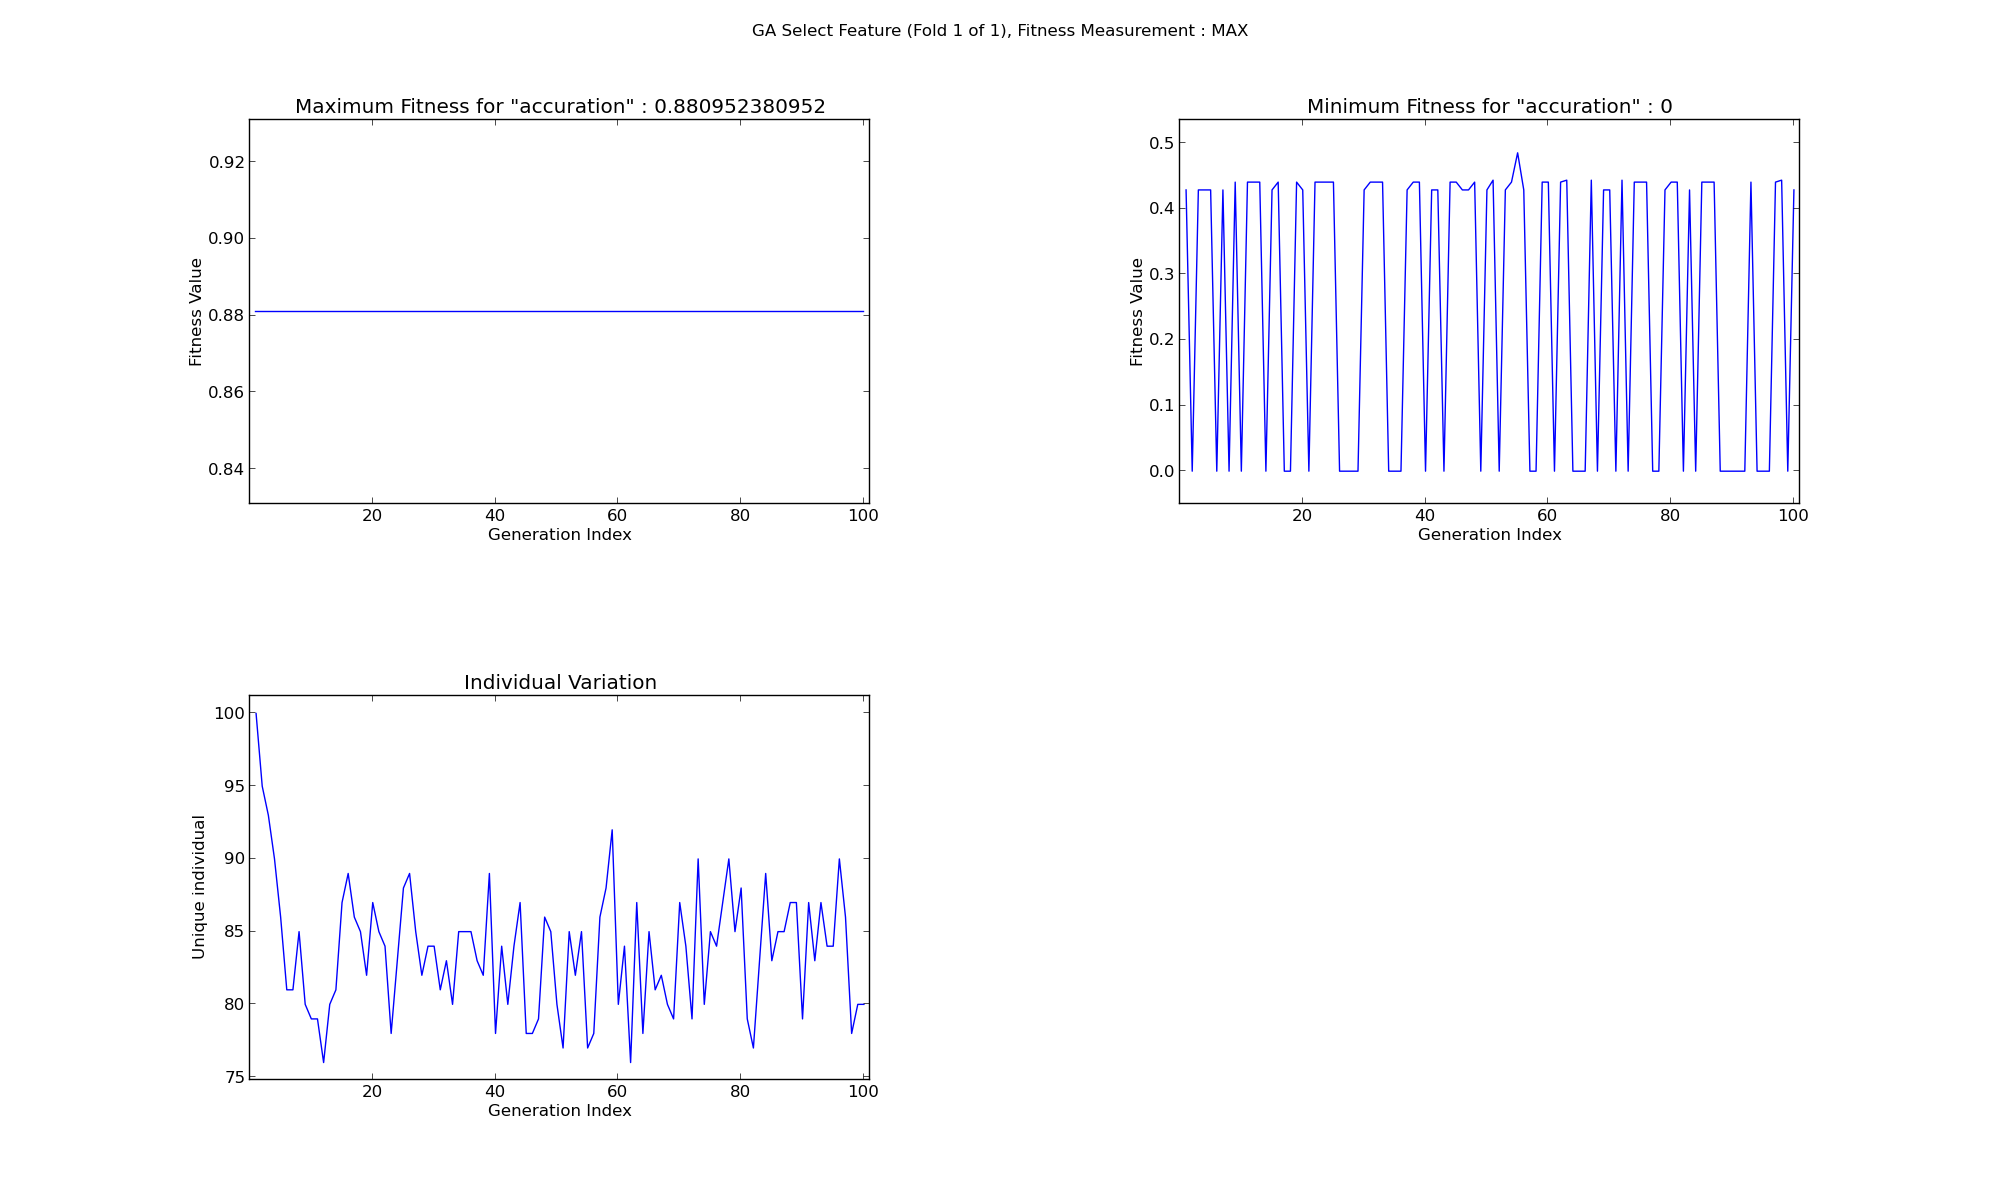 GA Select Feature (Fold 1 of 1), Fitness Measurement : MAX
Maximum Fitness for "accuration" : 0.880952380952
0.92
0.90
0.88
0.86
0.84
Fitness Value
20 40 60 80 100
Generation Index
Minimum Fitness for "accuration" : 0
0.5
0.4
0.3
0.2
0.1
0.0
Fitness Value
20 40 60 80 100
Generation Index
Individual Variation
100
95
90
85
80
75
Unique individual
20 40 60 80 100
Generation Index